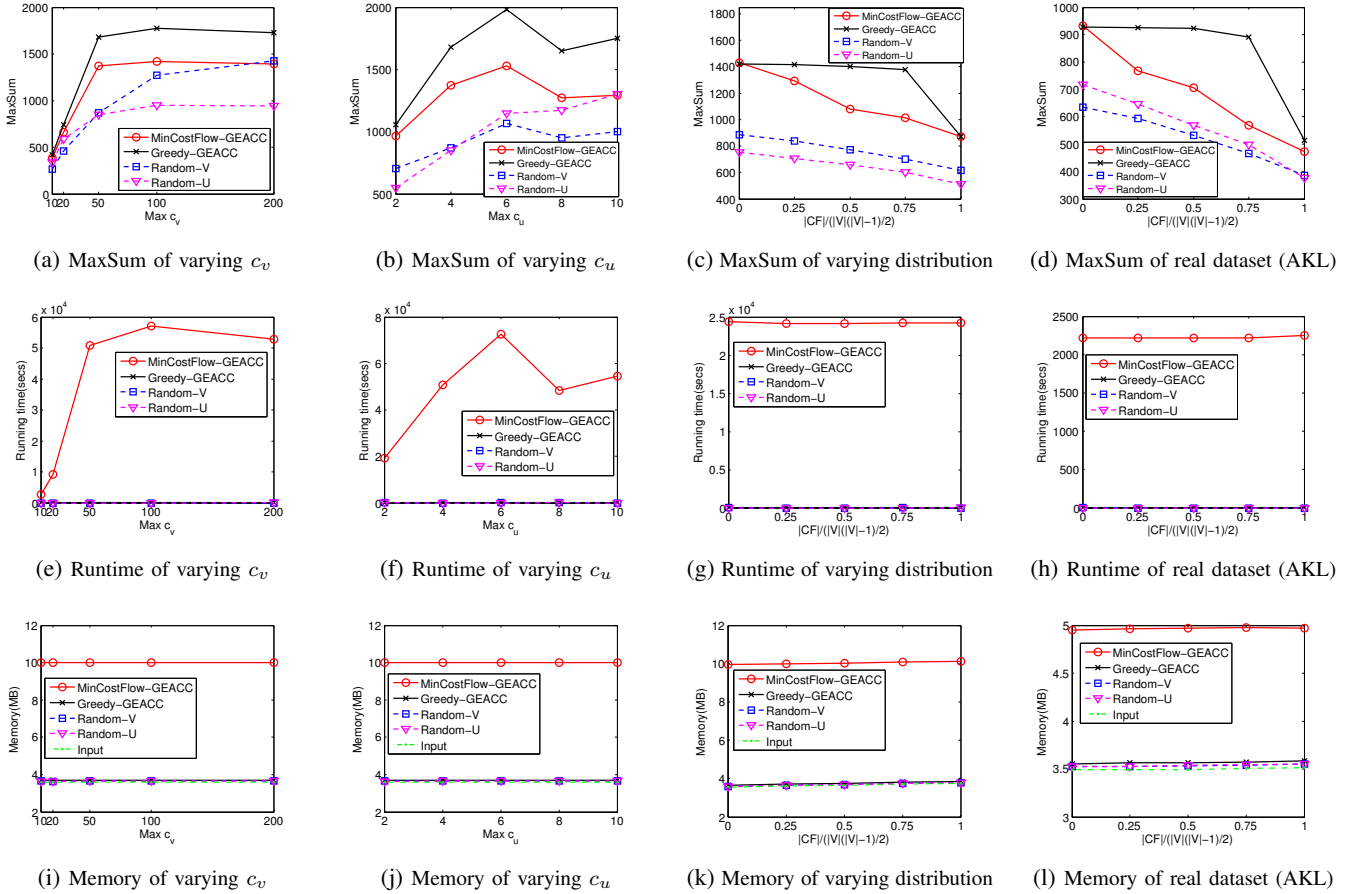 2000
1500
1000
500
0
MaxSum
MinCostFlow−GEACC
Greedy−GEACC
Random−V
Random−U
10 20 50 100 200
Max c_v
2000
1500
1000
500
MaxSum
MinCostFlow−GEACC
Greedy−GEACC
Random−V
Random−U
2 4 6 8 10
Max c_u
1800
1600
1400
1200
1000
800
600
400
MaxSum
MinCostFlow−GEACC
Greedy−GEACC
Random−V
Random−U
0 0.25 0.5 0.75 1
|CF|/(|V|(|V|−1)/2)
1000
900
800
700
600
500
400
300
MaxSum
MinCostFlow−GEACC
Greedy−GEACC
Random−V
Random−U
0 0.25 0.5 0.75 1
|CF|/(|V|(|V|−1)/2)
(a) MaxSum of varying c_v
(b) MaxSum of varying c_u
(c) MaxSum of varying distribution
(d) MaxSum of real dataset (AKL)
x 10^4
6
5
4
3
2
1
0
Running time(secs)
MinCostFlow−GEACC
Greedy−GEACC
Random−V
Random−U
10 20 50 100 200
Max c_v
x 10^4
8
6
4
2
0
Running time(secs)
MinCostFlow−GEACC
Greedy−GEACC
Random−V
Random−U
2 4 6 8 10
Max c_u
x 10^4
2.5
2
1.5
1
0.5
0
Running time(secs)
MinCostFlow−GEACC
Greedy−GEACC
Random−V
Random−U
0 0.25 0.5 0.75 1
|CF|/(|V|(|V|−1)/2)
2500
2000
1500
1000
500
0
Running time(secs)
MinCostFlow−GEACC
Greedy−GEACC
Random−V
Random−U
0 0.25 0.5 0.75 1
|CF|/(|V|(|V|−1)/2)
(e) Runtime of varying c_v
(f) Runtime of varying c_u
(g) Runtime of varying distribution
(h) Runtime of real dataset (AKL)
12
10
8
6
4
2
Memory(MB)
MinCostFlow−GEACC
Greedy−GEACC
Random−V
Random−U
Input
10 20 50 100 200
Max c_v
12
10
8
6
4
2
Memory(MB)
MinCostFlow−GEACC
Greedy−GEACC
Random−V
Random−U
Input
2 4 6 8 10
Max c_u
12
10
8
6
4
2
Memory(MB)
MinCostFlow−GEACC
Greedy−GEACC
Random−V
Random−U
Input
0 0.25 0.5 0.75 1
|CF|/(|V|(|V|−1)/2)
5
4.5
4
3.5
3
Memory(MB)
MinCostFlow−GEACC
Greedy−GEACC
Random−V
Random−U
Input
0 0.25 0.5 0.75 1
|CF|/(|V|(|V|−1)/2)
(i) Memory of varying c_v
(j) Memory of varying c_u
(k) Memory of varying distribution
(l) Memory of real dataset (AKL)